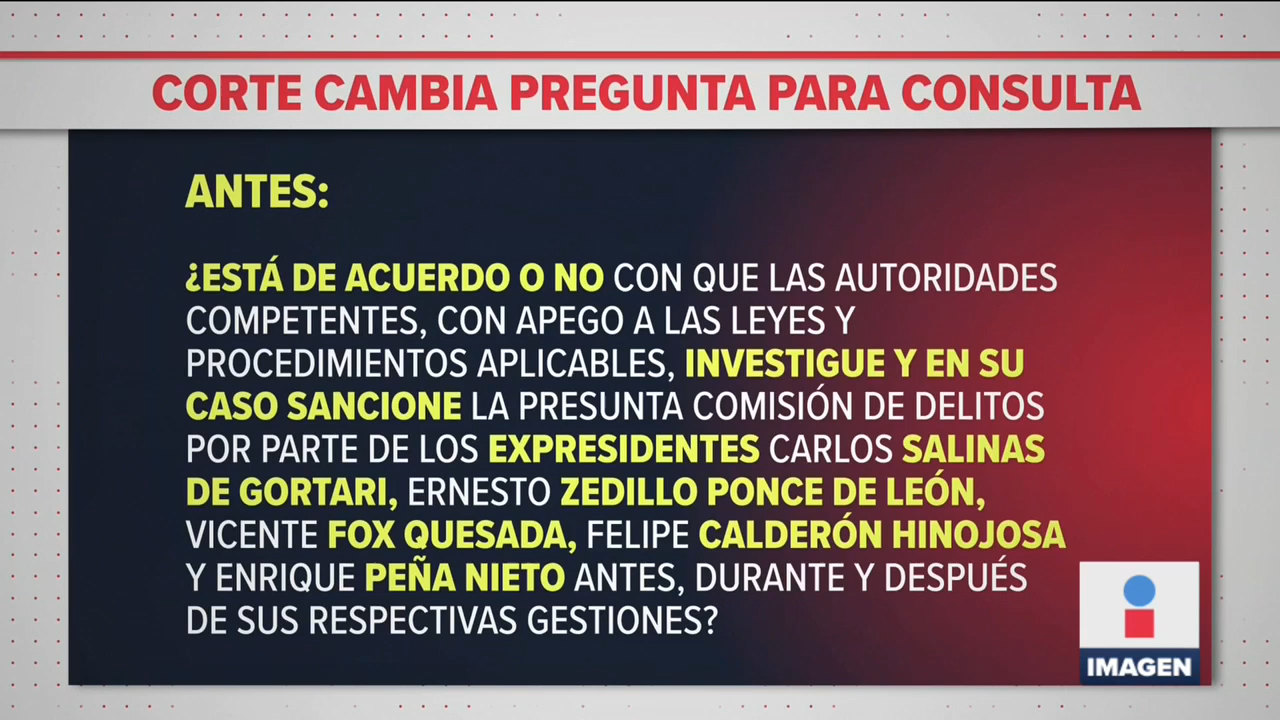 CORTE CAMBIA PREGUNTA PARA CONSULTA
ANTES:
¿ESTÁ DE ACUERDO O NO CON QUE LAS AUTORIDADES
COMPETENTES, CON APEGO A LAS LEYES Y
PROCEDIMIENTOS APLICABLES, INVESTIGUE Y EN SU
CASO SANCIONE LA PRESUNTA COMISIÓN DE DELITOS
POR PARTE DE LOS EXPRESIDENTES CARLOS SALINAS
DE GORTARI, ERNESTO ZEDILLO PONCE DE LEÓN,
VICENTE FOX QUESADA, FELIPE CALDERÓN HINOJOSA
Y ENRIQUE PEÑA NIETO ANTES, DURANTE Y DESPUÉS
DE SUS RESPECTIVAS GESTIONES?
IMAGEN